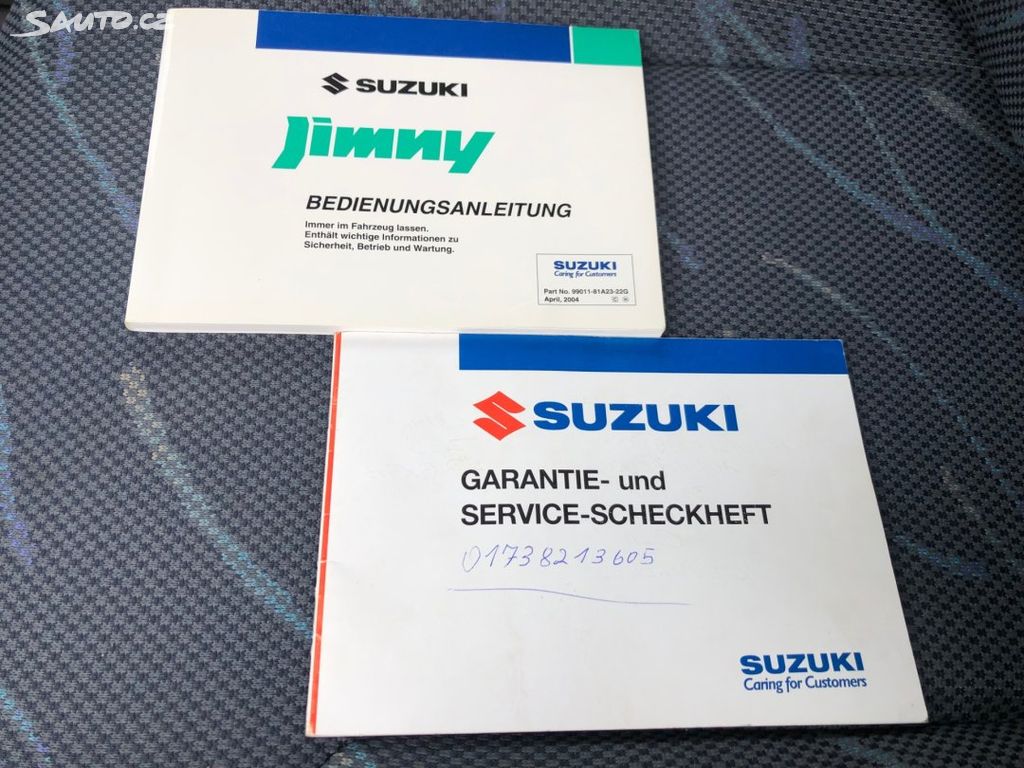 Sauto.cz
SUZUKI
Jimny
BEDIENUNGSANLEITUNG
Immer im Fahrzeug lassen.
Enthält wichtige Informationen zu
Sicherheit, Betrieb und Wartung.
SUZUKI
Caring for Customers
Part No. 99011-81A23-22G
April, 2004
SUZUKI
GARANTIE- und
SERVICE-SCHECKHEFT
01738213605
SUZUKI
Caring for Customers